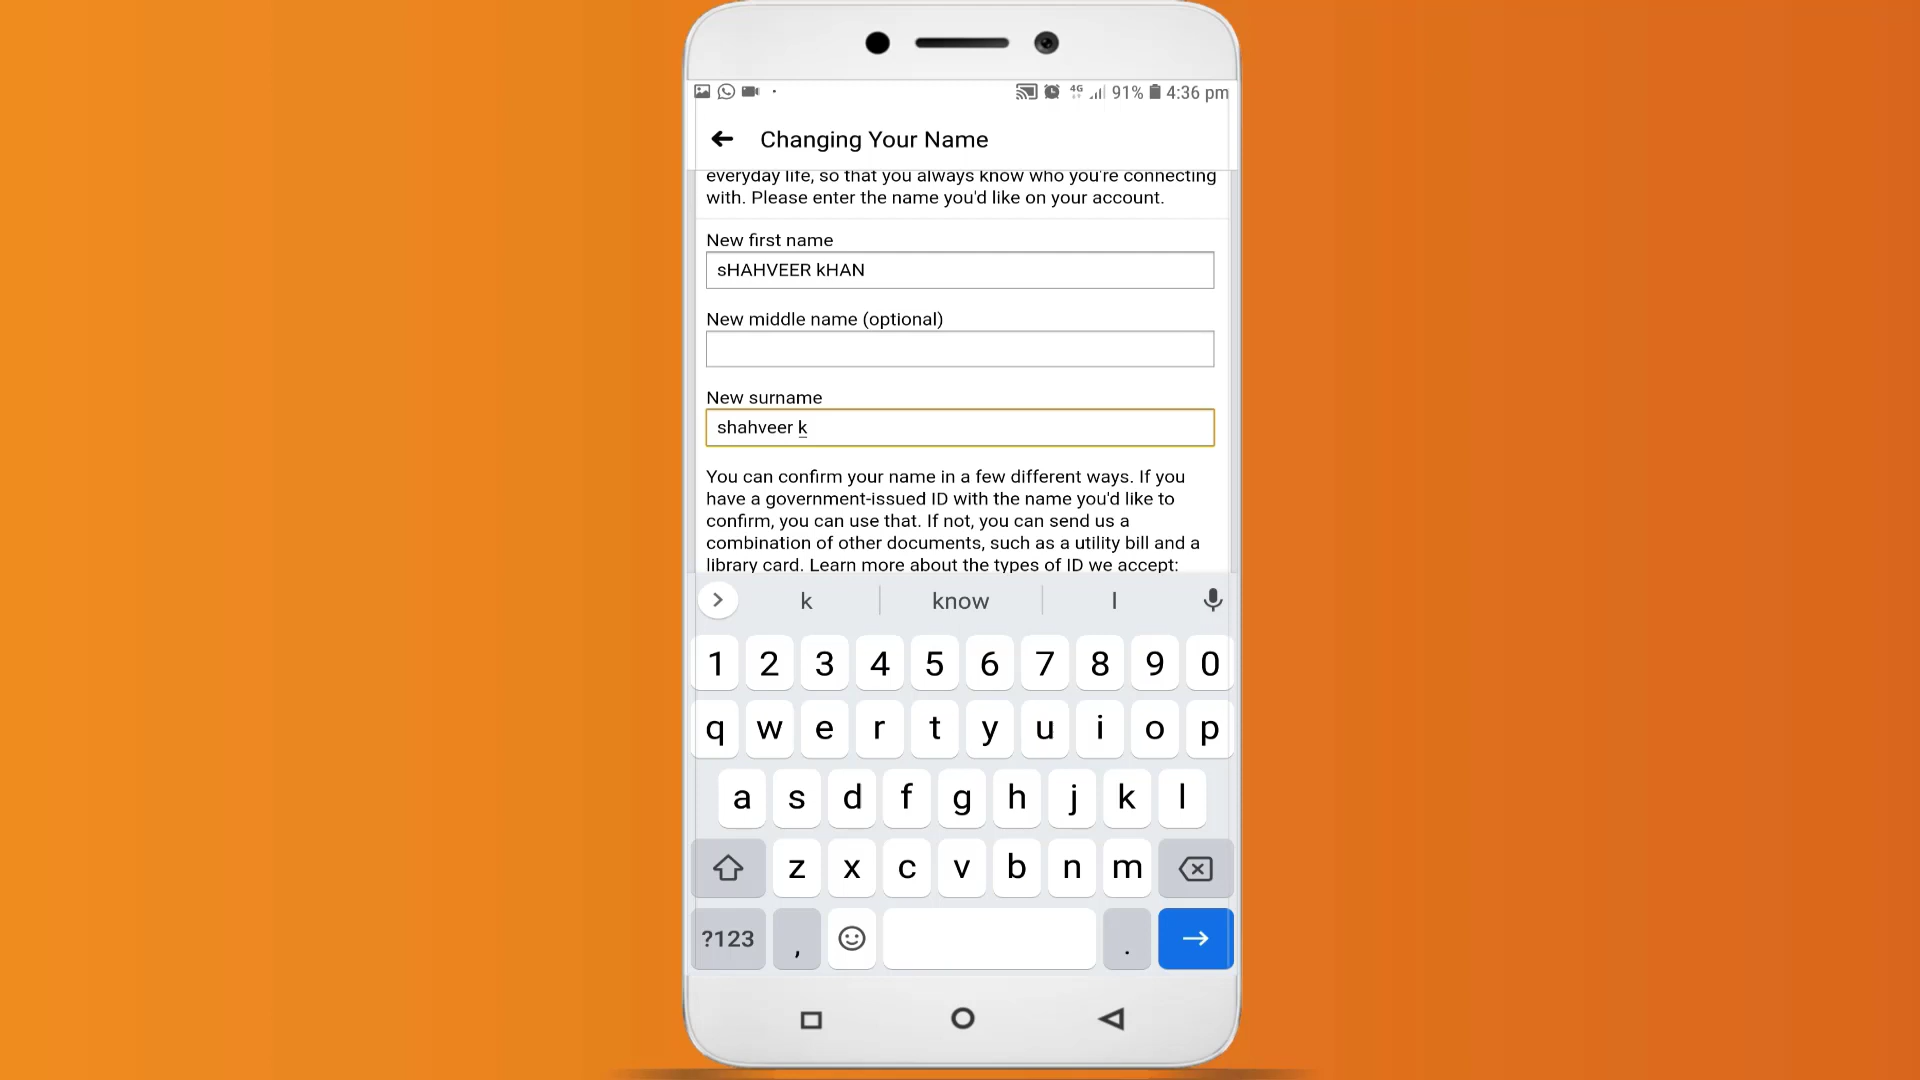 4G 91% 4:36 pm
Changing Your Name
everyday life, so that you always know who you're connecting
with. Please enter the name you'd like on your account.
New first name
sHAHVEER kHAN
New middle name (optional)
New surname
shahveer k
You can confirm your name in a few different ways. If you
have a government-issued ID with the name you'd like to
confirm, you can use that. If not, you can send us a
combination of other documents, such as a utility bill and a
library card. Learn more about the types of ID we accept:
k know I
1 2 3 4 5 6 7 8 9 0
q w e r t y u i o p
a s d f g h j k l
z x c v b n m
?123 , .